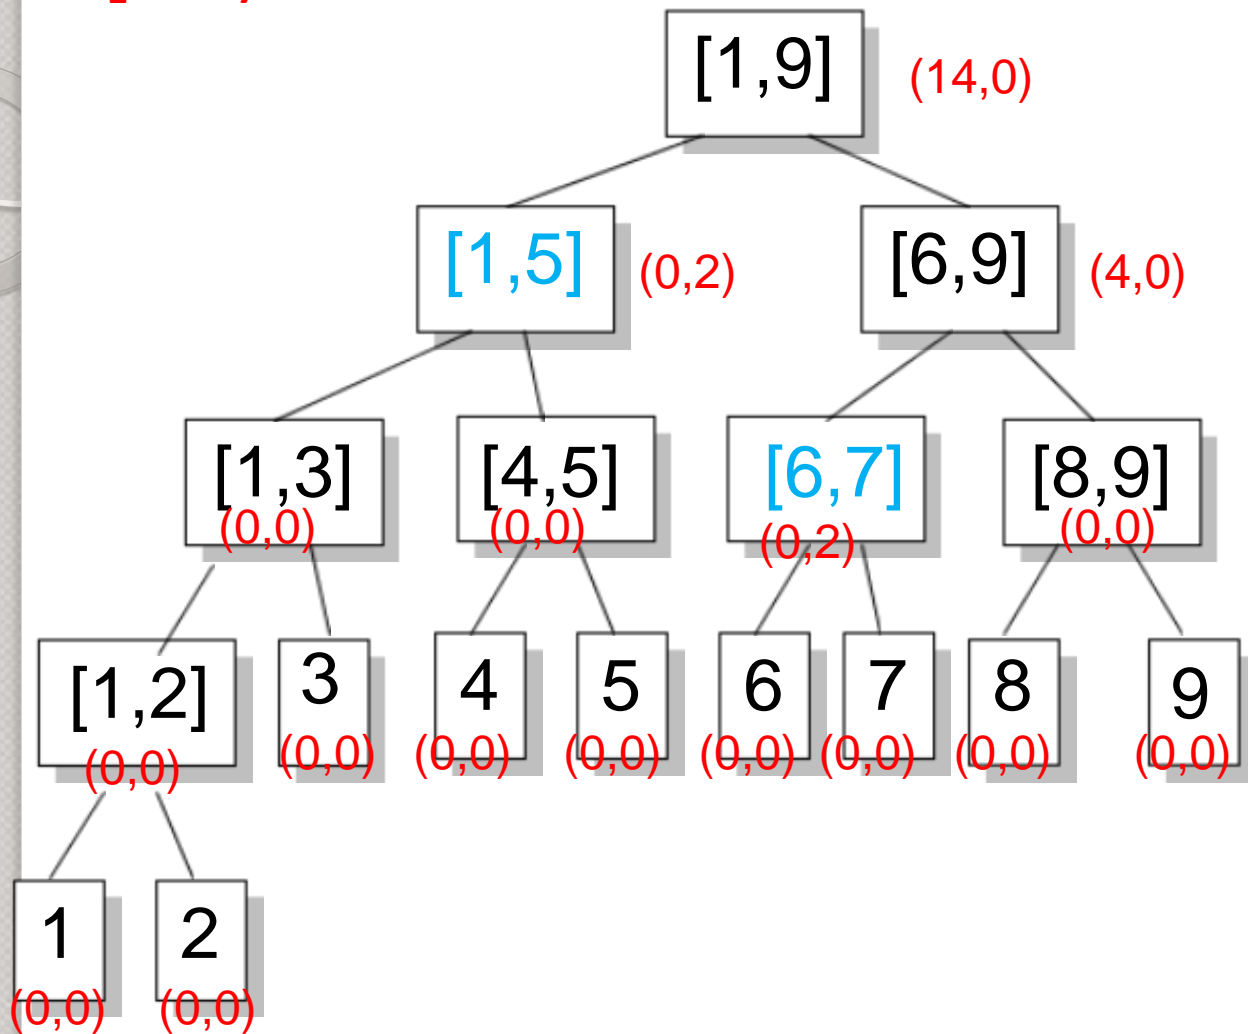 [1,9] (14,0)
[1,5] (0,2) [6,9] (4,0)
[1,3] [4,5] [6,7] [8,9]
(0,0) (0,0) (0,2) (0,0)
[1,2] 3 4 5 6 7 8 9
(0,0) (0,0) (0,0) (0,0) (0,0) (0,0) (0,0) (0,0)
1 2
(0,0) (0,0)